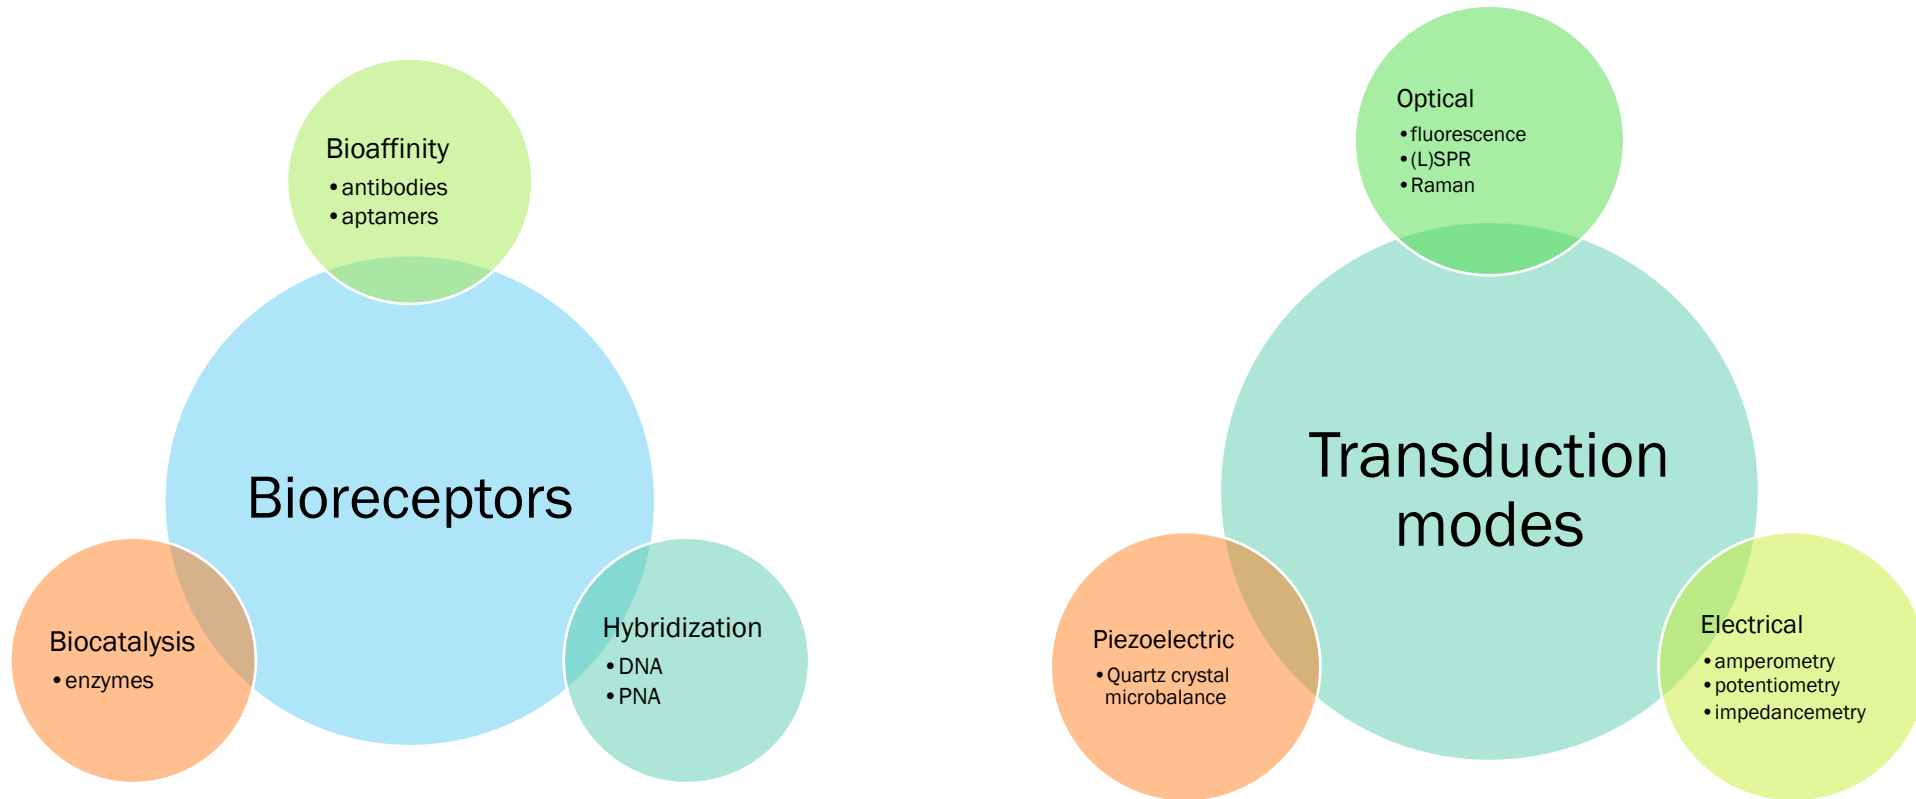 Bioaffinity
• antibodies
• aptamers
Bioreceptors
Biocatalysis
• enzymes
Hybridization
• DNA
• PNA
Optical
• fluorescence
• (L)SPR
• Raman
Transduction
modes
Piezoelectric
• Quartz crystal
microbalance
Electrical
• amperometry
• potentiometry
• impedancemetry